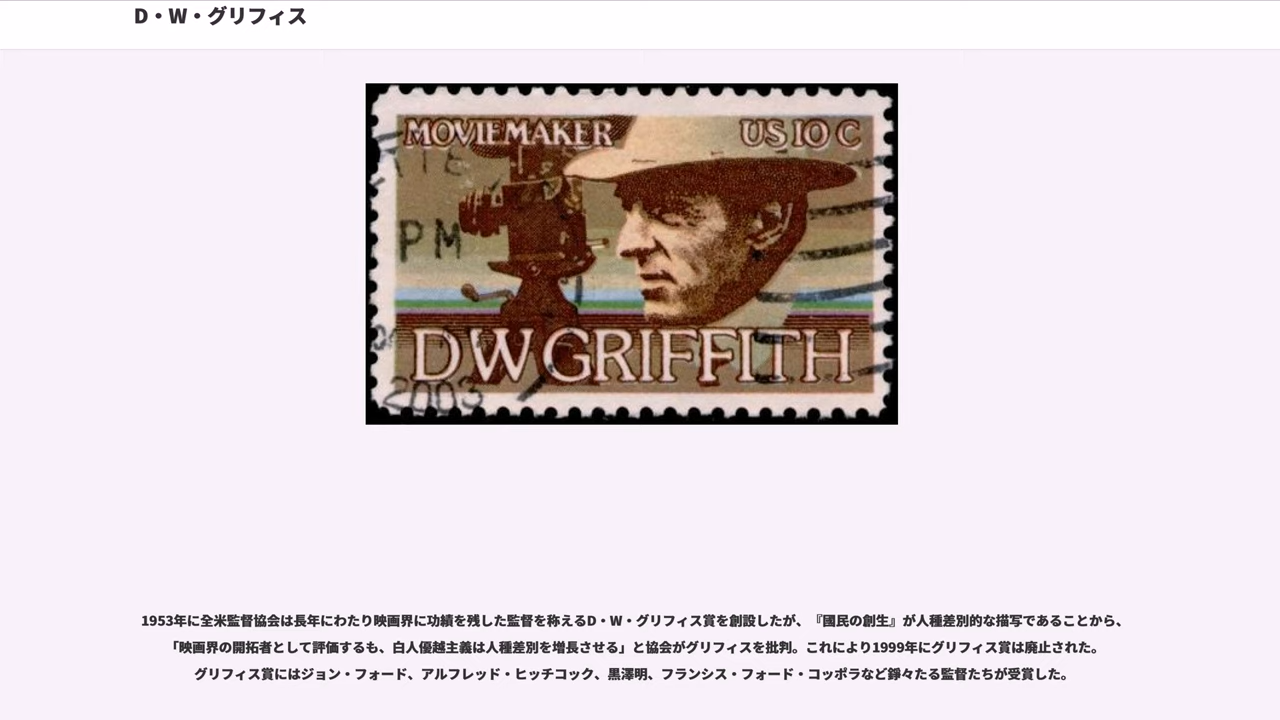 D・W・グリフィス
MOVIEMAKER
US 10 C
TTE
PM
DW GRIFFITH
2003
1953年に全米監督協会は長年にわたり映画界に功績を残した監督を称えるD・W・グリフィス賞を創設したが、『國民の創生』が人種差別的な描写であることから、
「映画界の開拓者として評価するも、白人優越主義は人種差別を増長させる」と協会がグリフィスを批判。これにより1999年にグリフィス賞は廃止された。
グリフィス賞にはジョン・フォード、アルフレッド・ヒッチコック、黒澤明、フランシス・フォード・コッポラなど錚々たる監督たちが受賞した。